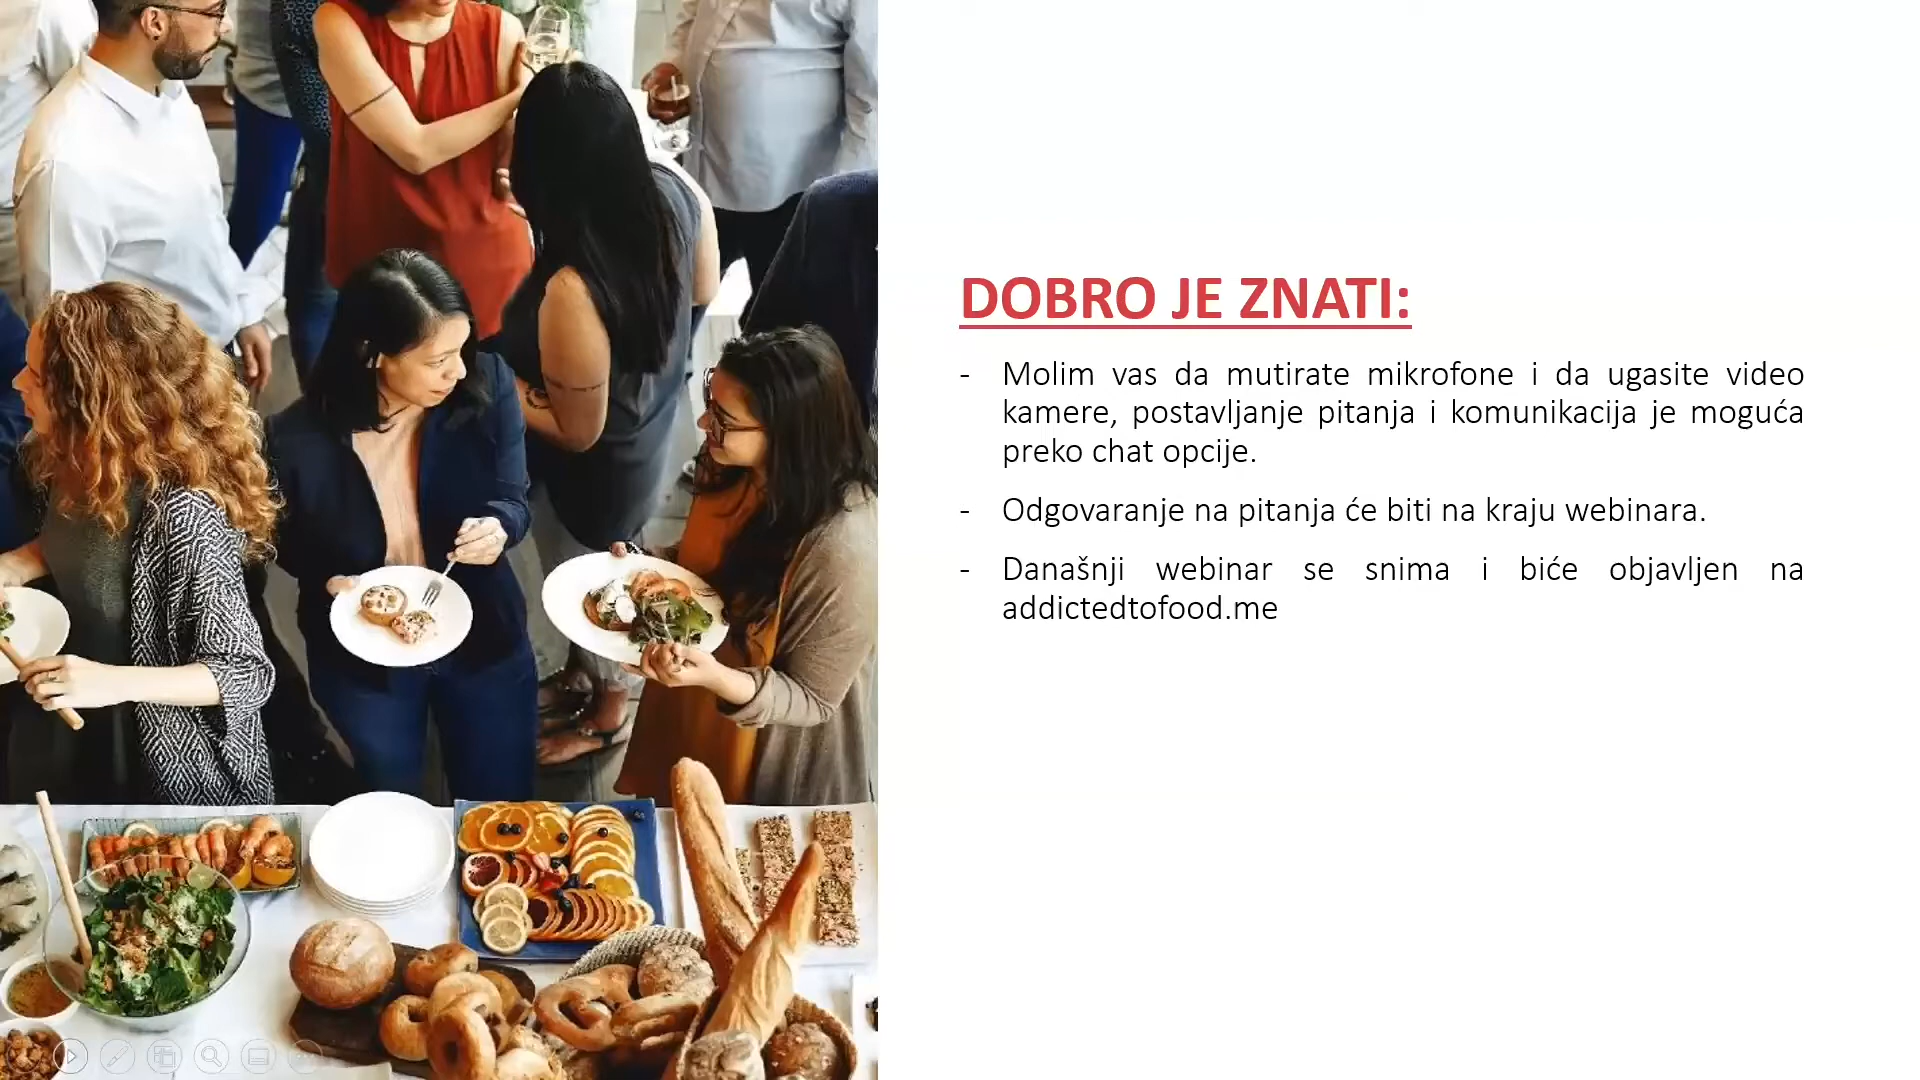 DOBRO JE ZNATI:
- Molim vas da mutirate mikrofone i da ugasite video
kamere, postavljanje pitanja i komunikacija je moguća
preko chat opcije.
- Odgovaranje na pitanja će biti na kraju webinara.
- Današnji webinar se snima i biće objavljen na
addictedtofood.me